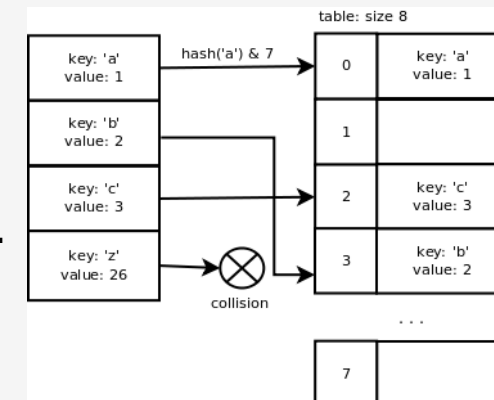 table: size 8
key: 'a'
value: 1
hash('a') & 7
0
key: 'a'
value: 1
key: 'b'
value: 2
1
key: 'c'
value: 3
2
key: 'c'
value: 3
key: 'z'
value: 26
collision
3
key: 'b'
value: 2
. . .
7